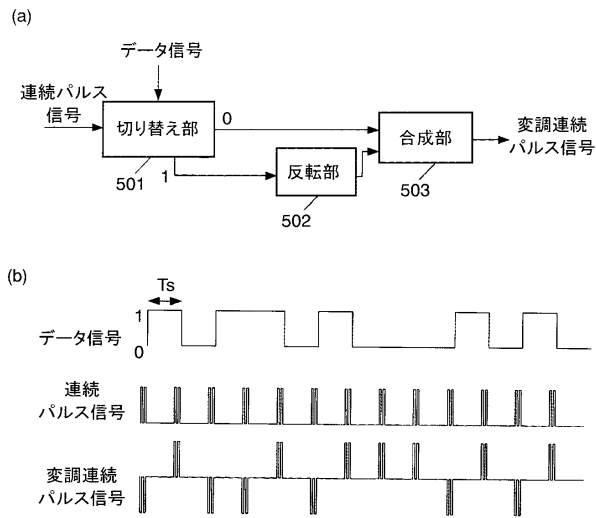 (a)
データ信号
連続パルス
信号
切り替え部
0
合成部
変調連続
パルス信号
501
1
反転部
503
502
(b)
Ts
1
データ信号
0
連続
パルス信号
変調連続
パルス信号